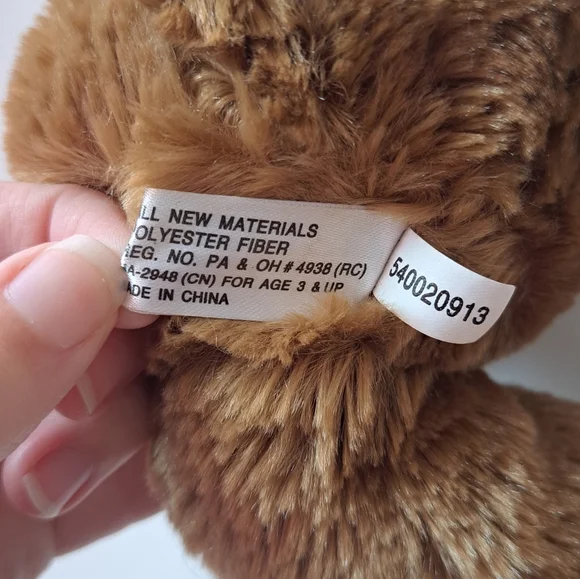 LL NEW MATERIALS
OLYESTER FIBER
EG. NO. PA & OH # 4938 (RC)
A-2948 (CN) FOR AGE 3 & UP
ADE IN CHINA
540020913